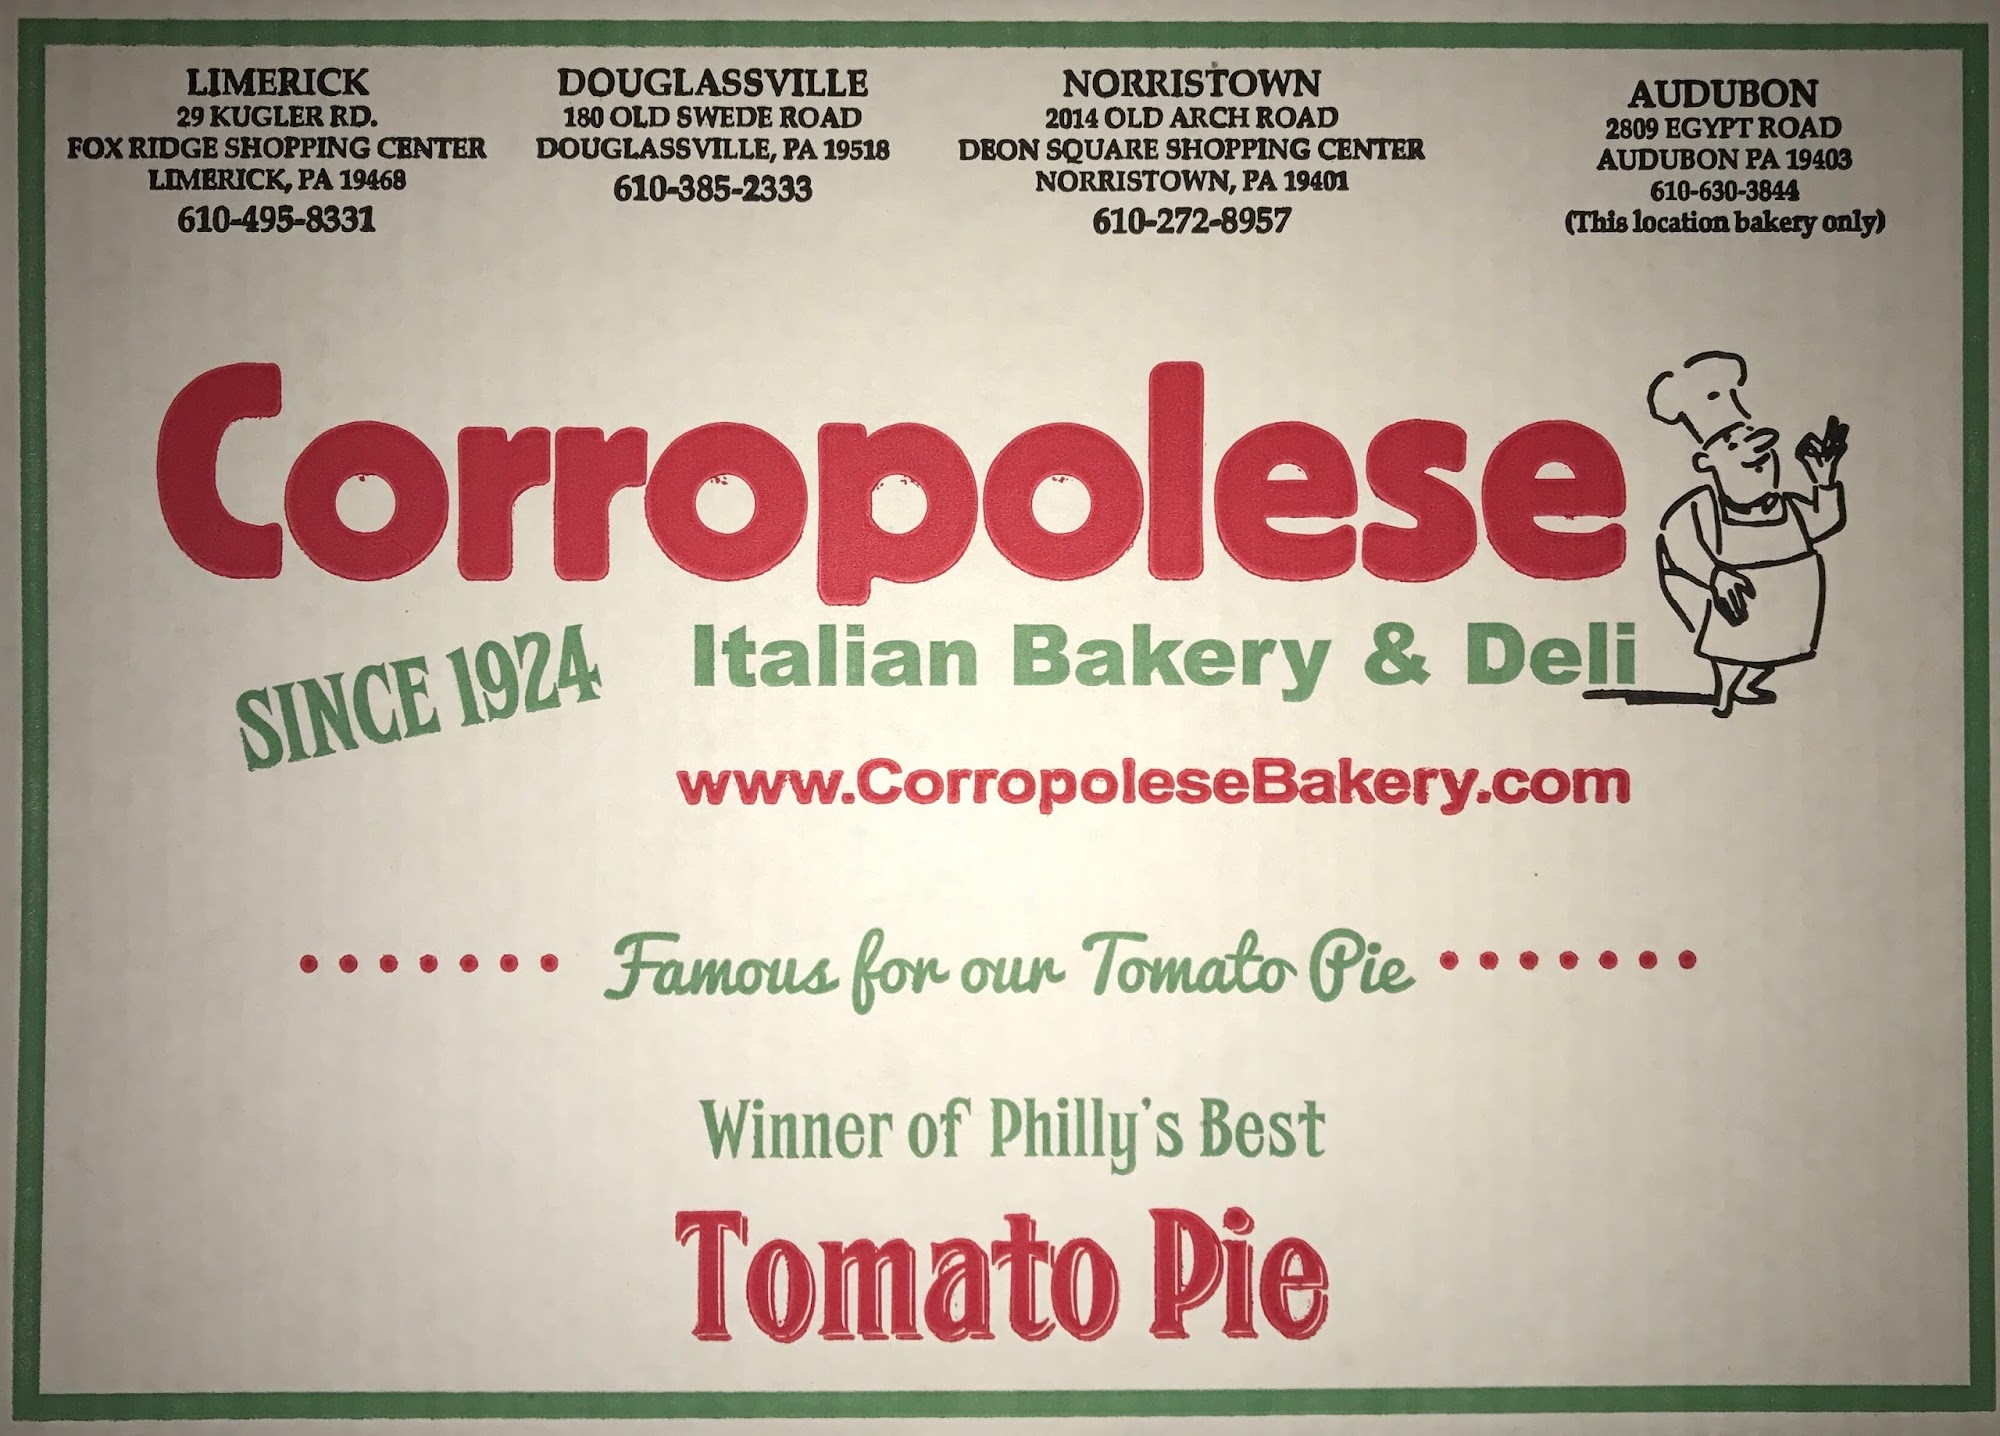 LIMERICK
29 KUGLER RD.
FOX RIDGE SHOPPING CENTER
LIMERICK, PA 19468
610-495-8331
DOUGLASSVILLE
180 OLD SWEDE ROAD
DOUGLASSVILLE, PA 19518
610-385-2333
NORRISTOWN
2014 OLD ARCH ROAD
DEON SQUARE SHOPPING CENTER
NORRISTOWN, PA 19401
610-272-8957
AUDUBON
2809 EGYPT ROAD
AUDUBON PA 19403
610-630-3844
(This location bakery only)
Corropolese
SINCE 1924
Italian Bakery & Deli
www.CorropoleseBakery.com
Famous for our Tomato Pie
Winner of Philly's Best
Tomato Pie